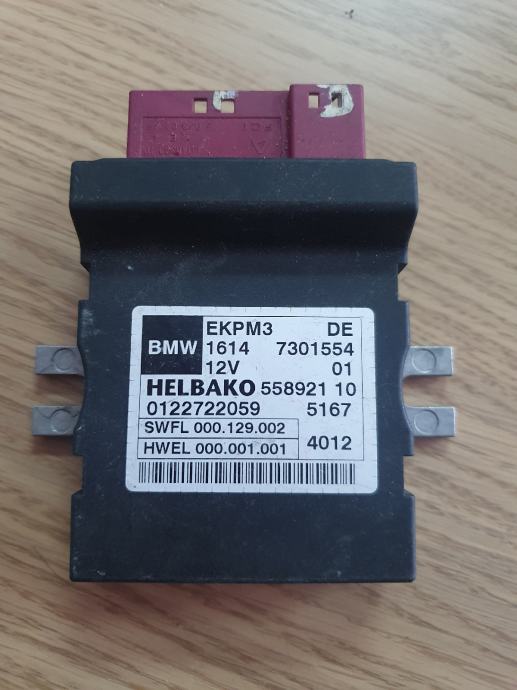 EKPM3 DE
BMW 1614 7301554
12V 01
HELBAKO 558921 10
0122722059 5167
SWFL 000.129.002
HWEL 000.001.001 4012